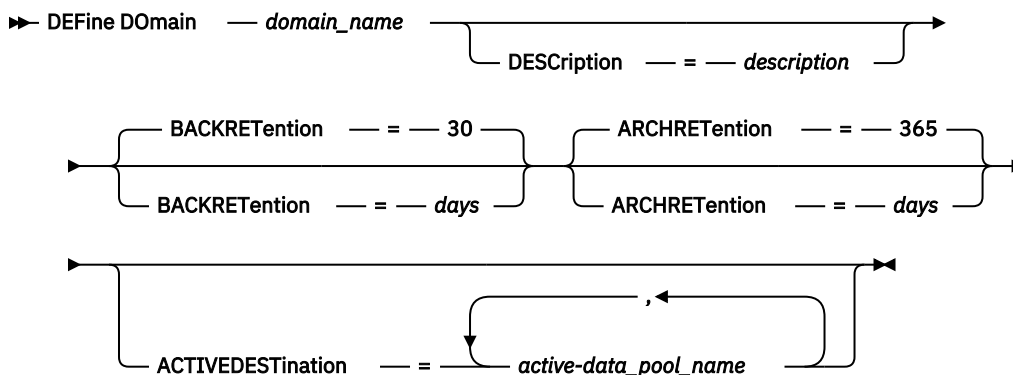 DEFine DOmain domain_name
DESCription = description
BACKRETention = 30 ARCHRETention = 365
BACKRETention = days ARCHRETention = days
,
ACTIVEDESTination = active-data_pool_name